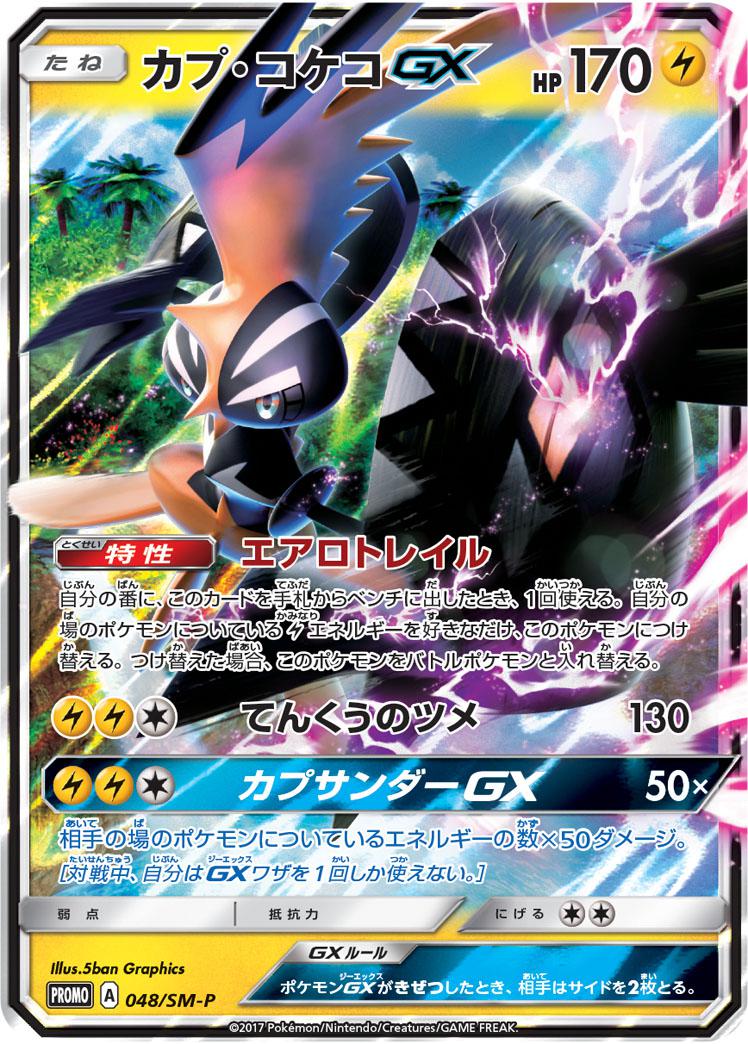 たね カプ・コケコGX HP170
とくせい 特性 エアロトレイル
自分の番に、このカードを手札からベンチに出したとき、1回使える。自分の
場のポケモンについているエネルギーを好きなだけ、このポケモンにつけ
替える。つけ替えた場合、このポケモンをバトルポケモンと入れ替える。
てんくうのツメ 130
カプサンダーGX 50×
相手の場のポケモンについているエネルギーの数×50ダメージ。
[対戦中、自分はGXワザを1回しか使えない。]
弱点 抵抗力 にげる
GXルール
ポケモンGXがきぜつしたとき、相手はサイドを2枚とる。
Illus.5ban Graphics
PROMO A 048/SM-P
©2017 Pokémon/Nintendo/Creatures/GAME FREAK.